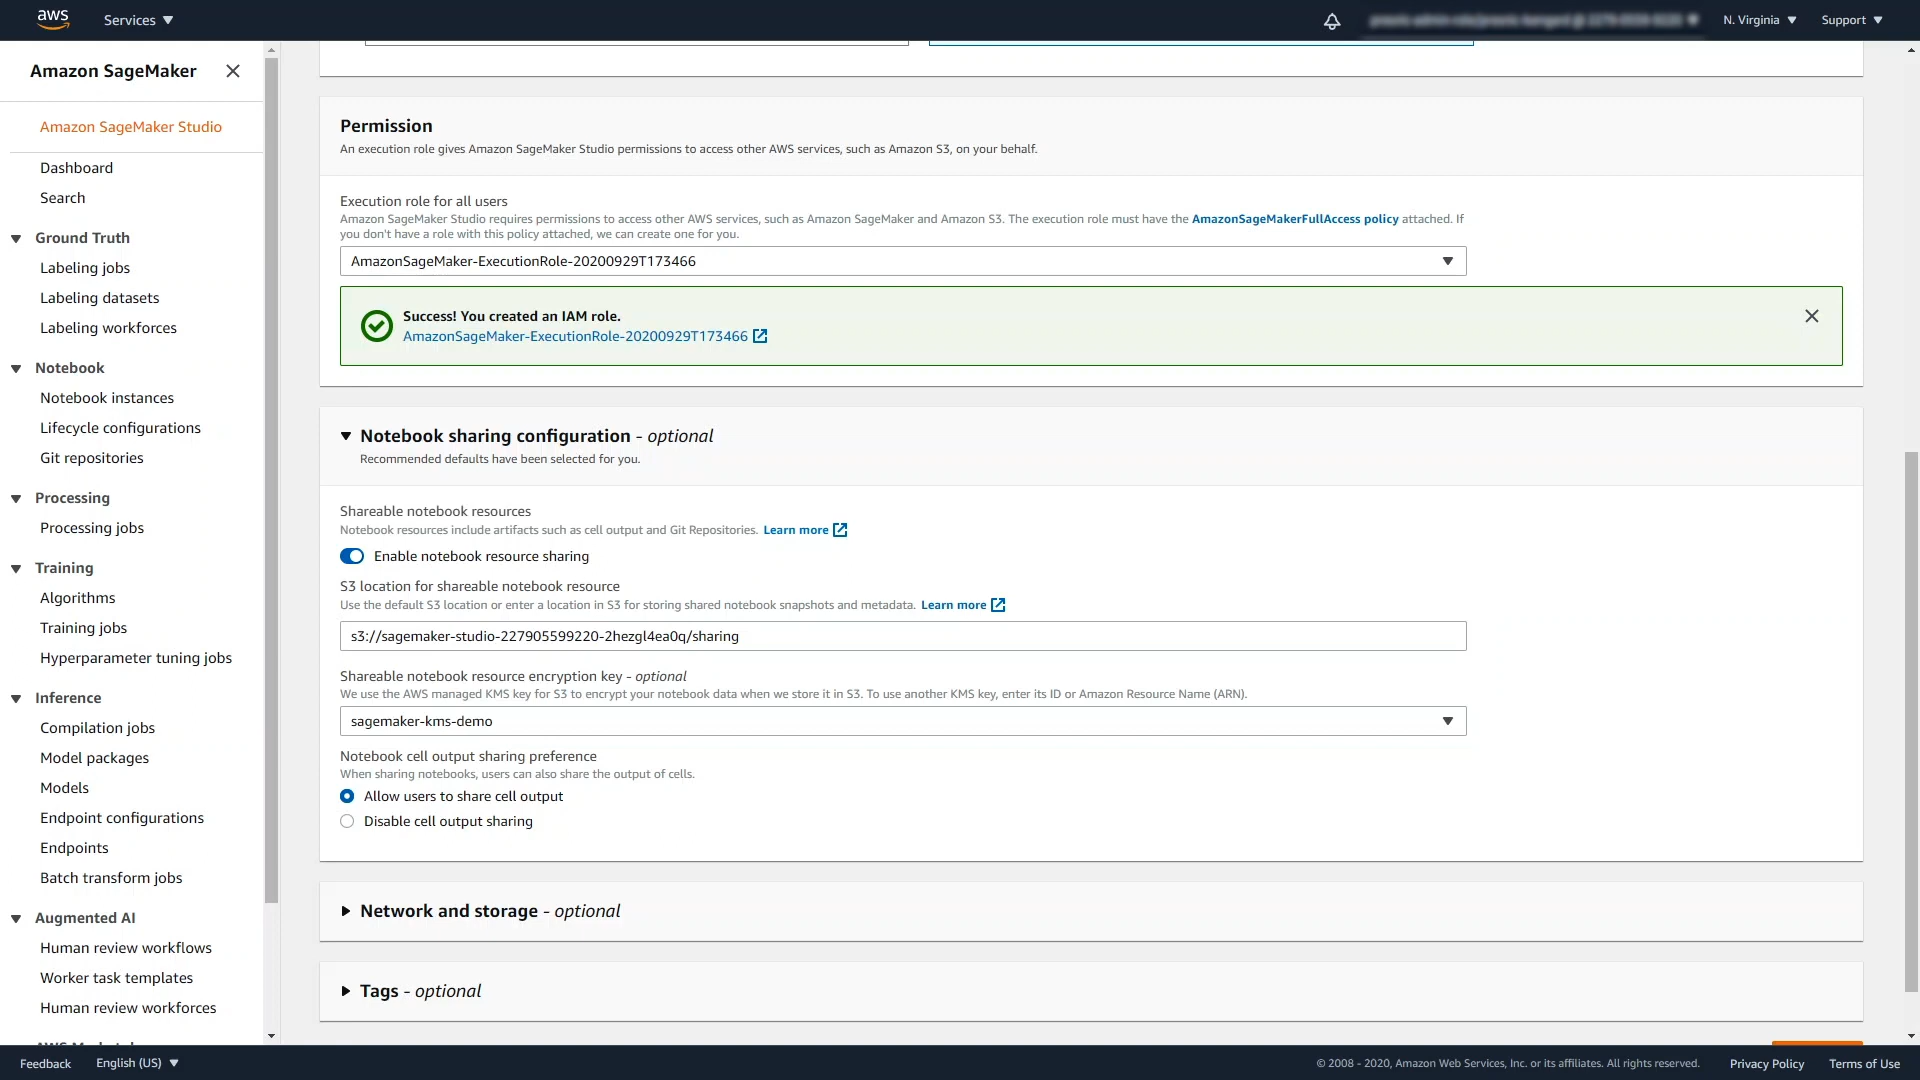 aws
Services
N. Virginia
Support
Amazon SageMaker
Amazon SageMaker Studio
Dashboard
Search
Ground Truth
Labeling jobs
Labeling datasets
Labeling workforces
Notebook
Notebook instances
Lifecycle configurations
Git repositories
Processing
Processing jobs
Training
Algorithms
Training jobs
Hyperparameter tuning jobs
Inference
Compilation jobs
Model packages
Models
Endpoint configurations
Endpoints
Batch transform jobs
Augmented AI
Human review workflows
Worker task templates
Human review workforces
Permission
An execution role gives Amazon SageMaker Studio permissions to access other AWS services, such as Amazon S3, on your behalf.
Execution role for all users
Amazon SageMaker Studio requires permissions to access other AWS services, such as Amazon SageMaker and Amazon S3. The execution role must have the AmazonSageMakerFullAccess policy attached. If
you don't have a role with this policy attached, we can create one for you.
AmazonSageMaker-ExecutionRole-20200929T173466
Success! You created an IAM role.
AmazonSageMaker-ExecutionRole-20200929T173466
Notebook sharing configuration - optional
Recommended defaults have been selected for you.
Shareable notebook resources
Notebook resources include artifacts such as cell output and Git Repositories. Learn more
Enable notebook resource sharing
S3 location for shareable notebook resource
Use the default S3 location or enter a location in S3 for storing shared notebook snapshots and metadata. Learn more
s3://sagemaker-studio-227905599220-2hezgl4ea0q/sharing
Shareable notebook resource encryption key - optional
We use the AWS managed KMS key for S3 to encrypt your notebook data when we store it in S3. To use another KMS key, enter its ID or Amazon Resource Name (ARN).
sagemaker-kms-demo
Notebook cell output sharing preference
When sharing notebooks, users can also share the output of cells.
Allow users to share cell output
Disable cell output sharing
Network and storage - optional
Tags - optional
Feedback
English (US)
© 2008 - 2020, Amazon Web Services, Inc. or its affiliates. All rights reserved.
Privacy Policy
Terms of Use